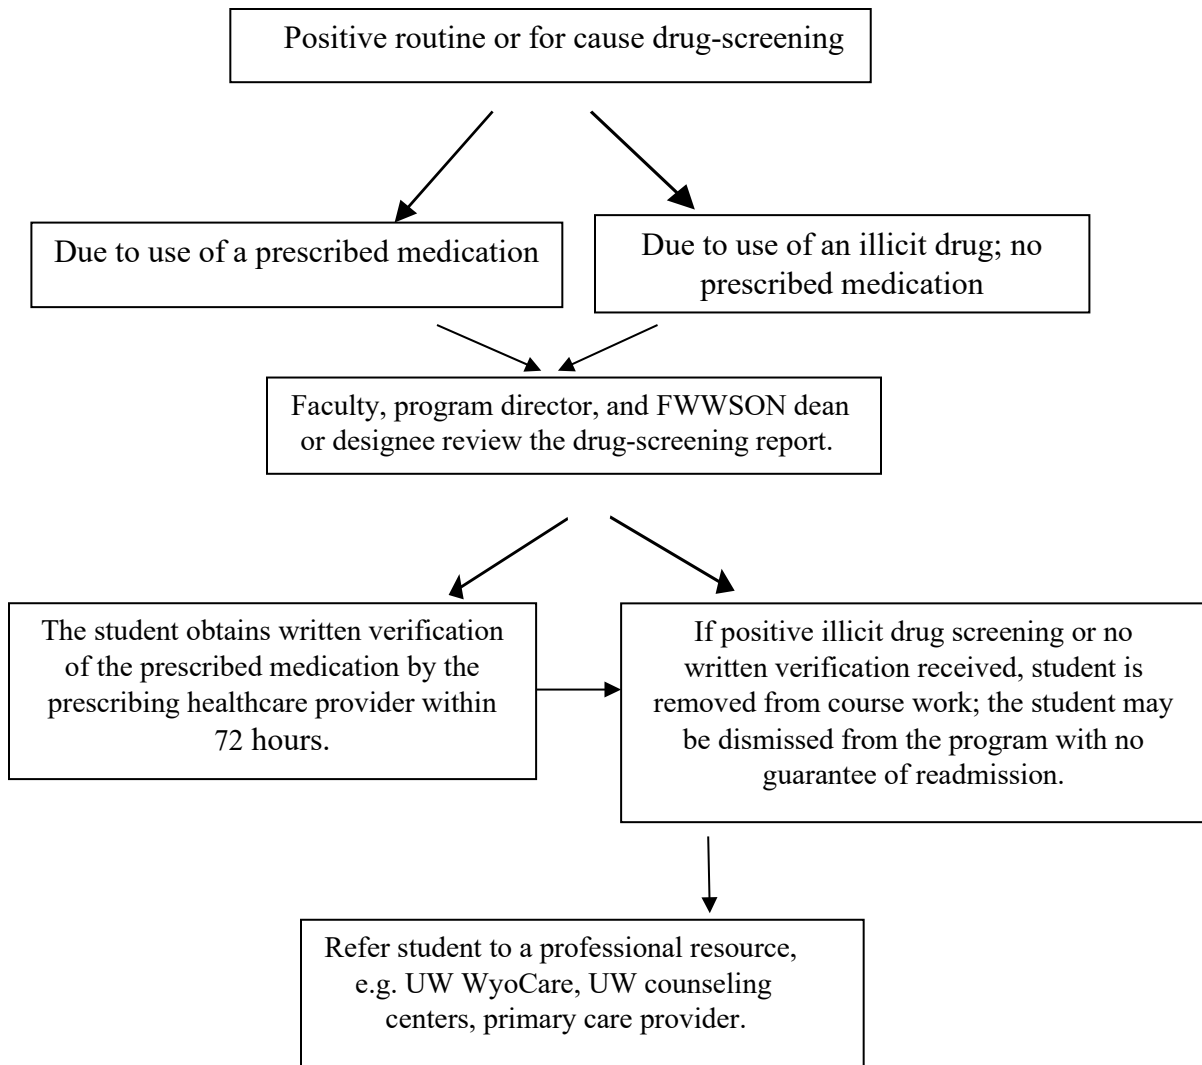 Positive routine or for cause drug-screening
Due to use of a prescribed medication
Due to use of an illicit drug; no
prescribed medication
Faculty, program director, and FWWSON dean
or designee review the drug-screening report.
The student obtains written verification
of the prescribed medication by the
prescribing healthcare provider within
72 hours.
If positive illicit drug screening or no
written verification received, student is
removed from course work; the student may
be dismissed from the program with no
guarantee of readmission.
Refer student to a professional resource,
e.g. UW WyoCare, UW counseling
centers, primary care provider.